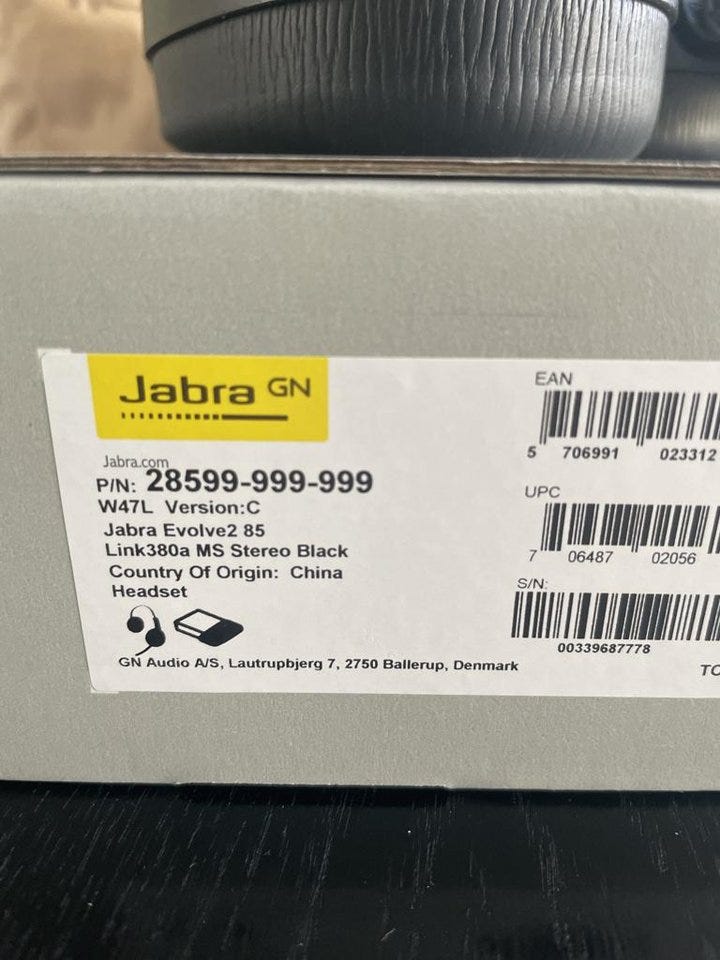 Jabra GN
Jabra.com
P/N: 28599-999-999
W47L Version:C
Jabra Evolve2 85
Link380a MS Stereo Black
Country Of Origin: China
Headset
GN Audio A/S, Lautrupbjerg 7, 2750 Ballerup, Denmark
EAN
5 706991 023312
UPC
7 06487 02056
S/N:
00339687778
TC